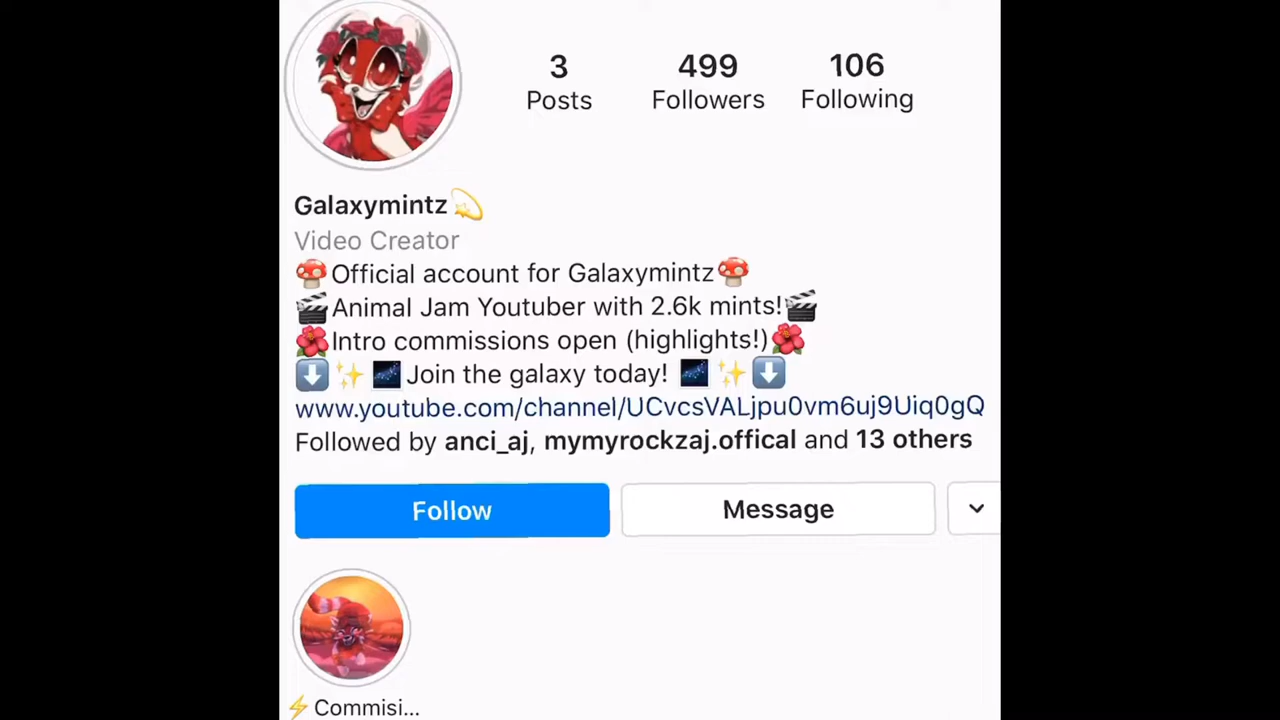 3 499 106
Posts Followers Following
Galaxymintz💫
Video Creator
🍄Official account for Galaxymintz🍄
🎬Animal Jam Youtuber with 2.6k mints!🎬
🌺Intro commissions open (highlights!)🌺
⬇️✨🌌Join the galaxy today! 🌌✨⬇️
www.youtube.com/channel/UCvcsVALjpu0vm6uj9Uiq0gQ
Followed by anci_aj, mymyrockzaj.offical and 13 others
Follow Message
⚡Commisi...